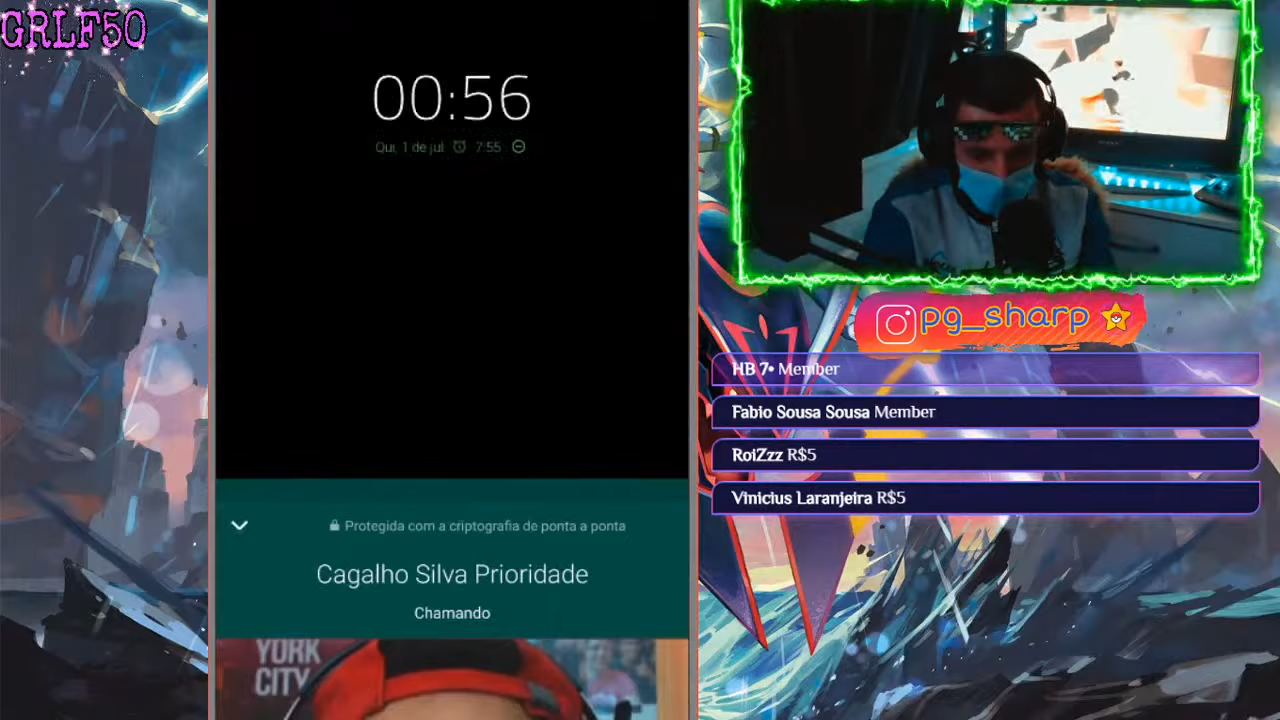 GRLF50
00:56
Qui, 1 de jul. 7:55
Protegida com a criptografia de ponta a ponta
Cagalho Silva Prioridade
Chamando
YORK
CITY
pg_sharp
HB 7• Member
Fabio Sousa Sousa Member
RoiZzz R$5
Vinicius Laranjeira R$5